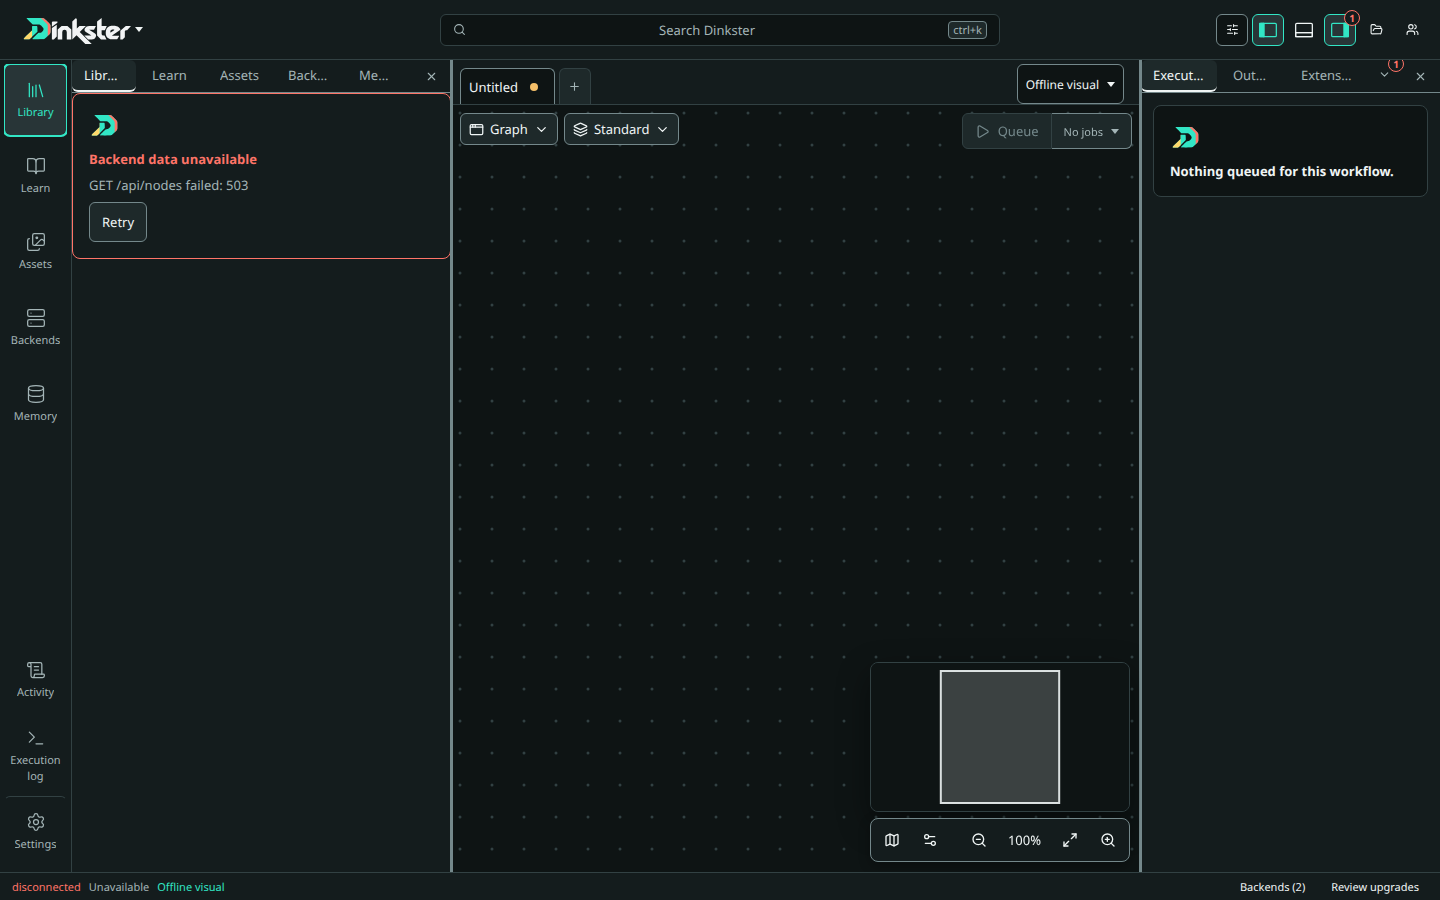 Dinkster
Search Dinkster
ctrl+k
1
Library
Learn
Assets
Backends
Memory
Activity
Execution
log
Settings
Libr...
Learn
Assets
Back...
Me...
Backend data unavailable
GET /api/nodes failed: 503
Retry
Untitled
Offline visual
Graph
Standard
Queue
No jobs
100%
Execut...
Out...
Extens...
1
Nothing queued for this workflow.
disconnected Unavailable Offline visual
Backends (2)
Review upgrades